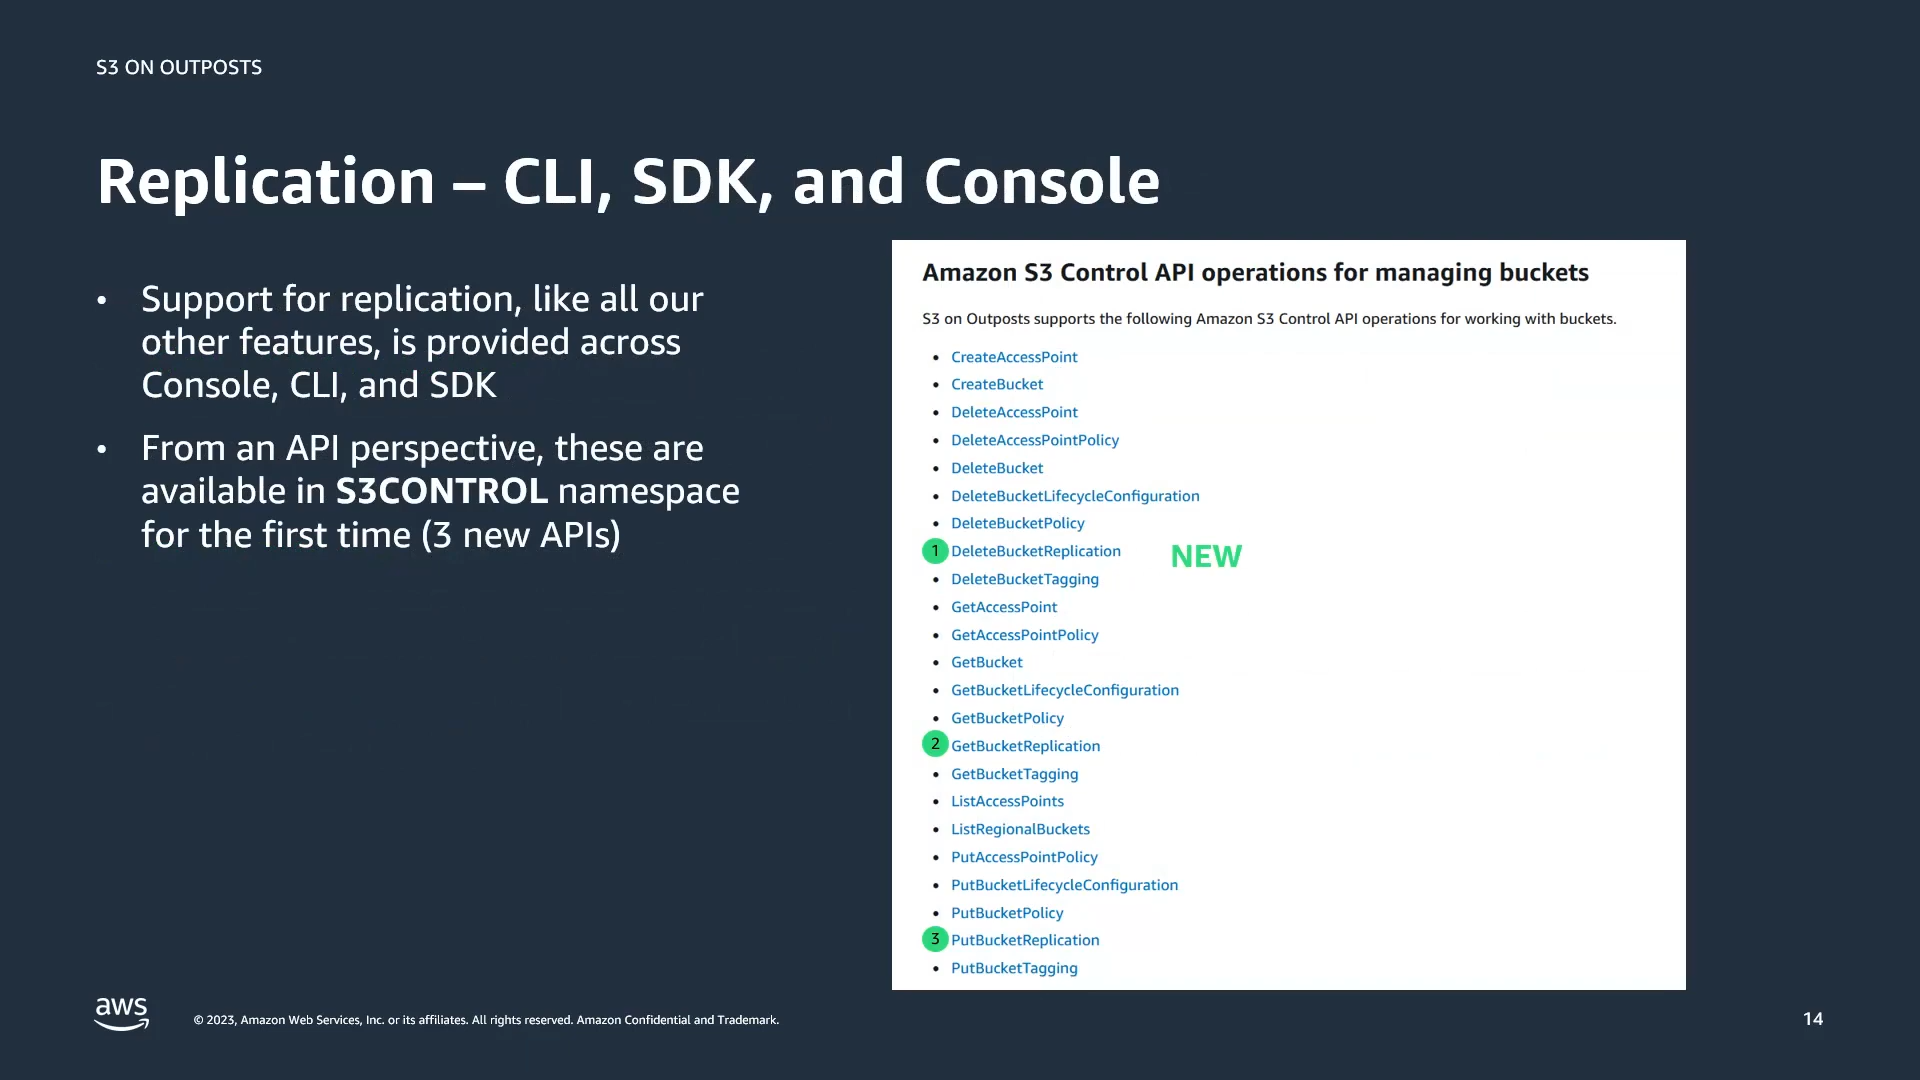 S3 ON OUTPOSTS
Replication – CLI, SDK, and Console
• Support for replication, like all our
other features, is provided across
Console, CLI, and SDK
• From an API perspective, these are
available in S3CONTROL namespace
for the first time (3 new APIs)
Amazon S3 Control API operations for managing buckets
S3 on Outposts supports the following Amazon S3 Control API operations for working with buckets.
• CreateAccessPoint
• CreateBucket
• DeleteAccessPoint
• DeleteAccessPointPolicy
• DeleteBucket
• DeleteBucketLifecycleConfiguration
• DeleteBucketPolicy
1 DeleteBucketReplication NEW
• DeleteBucketTagging
• GetAccessPoint
• GetAccessPointPolicy
• GetBucket
• GetBucketLifecycleConfiguration
• GetBucketPolicy
2 GetBucketReplication
• GetBucketTagging
• ListAccessPoints
• ListRegionalBuckets
• PutAccessPointPolicy
• PutBucketLifecycleConfiguration
• PutBucketPolicy
3 PutBucketReplication
• PutBucketTagging
aws
© 2023, Amazon Web Services, Inc. or its affiliates. All rights reserved. Amazon Confidential and Trademark.
14